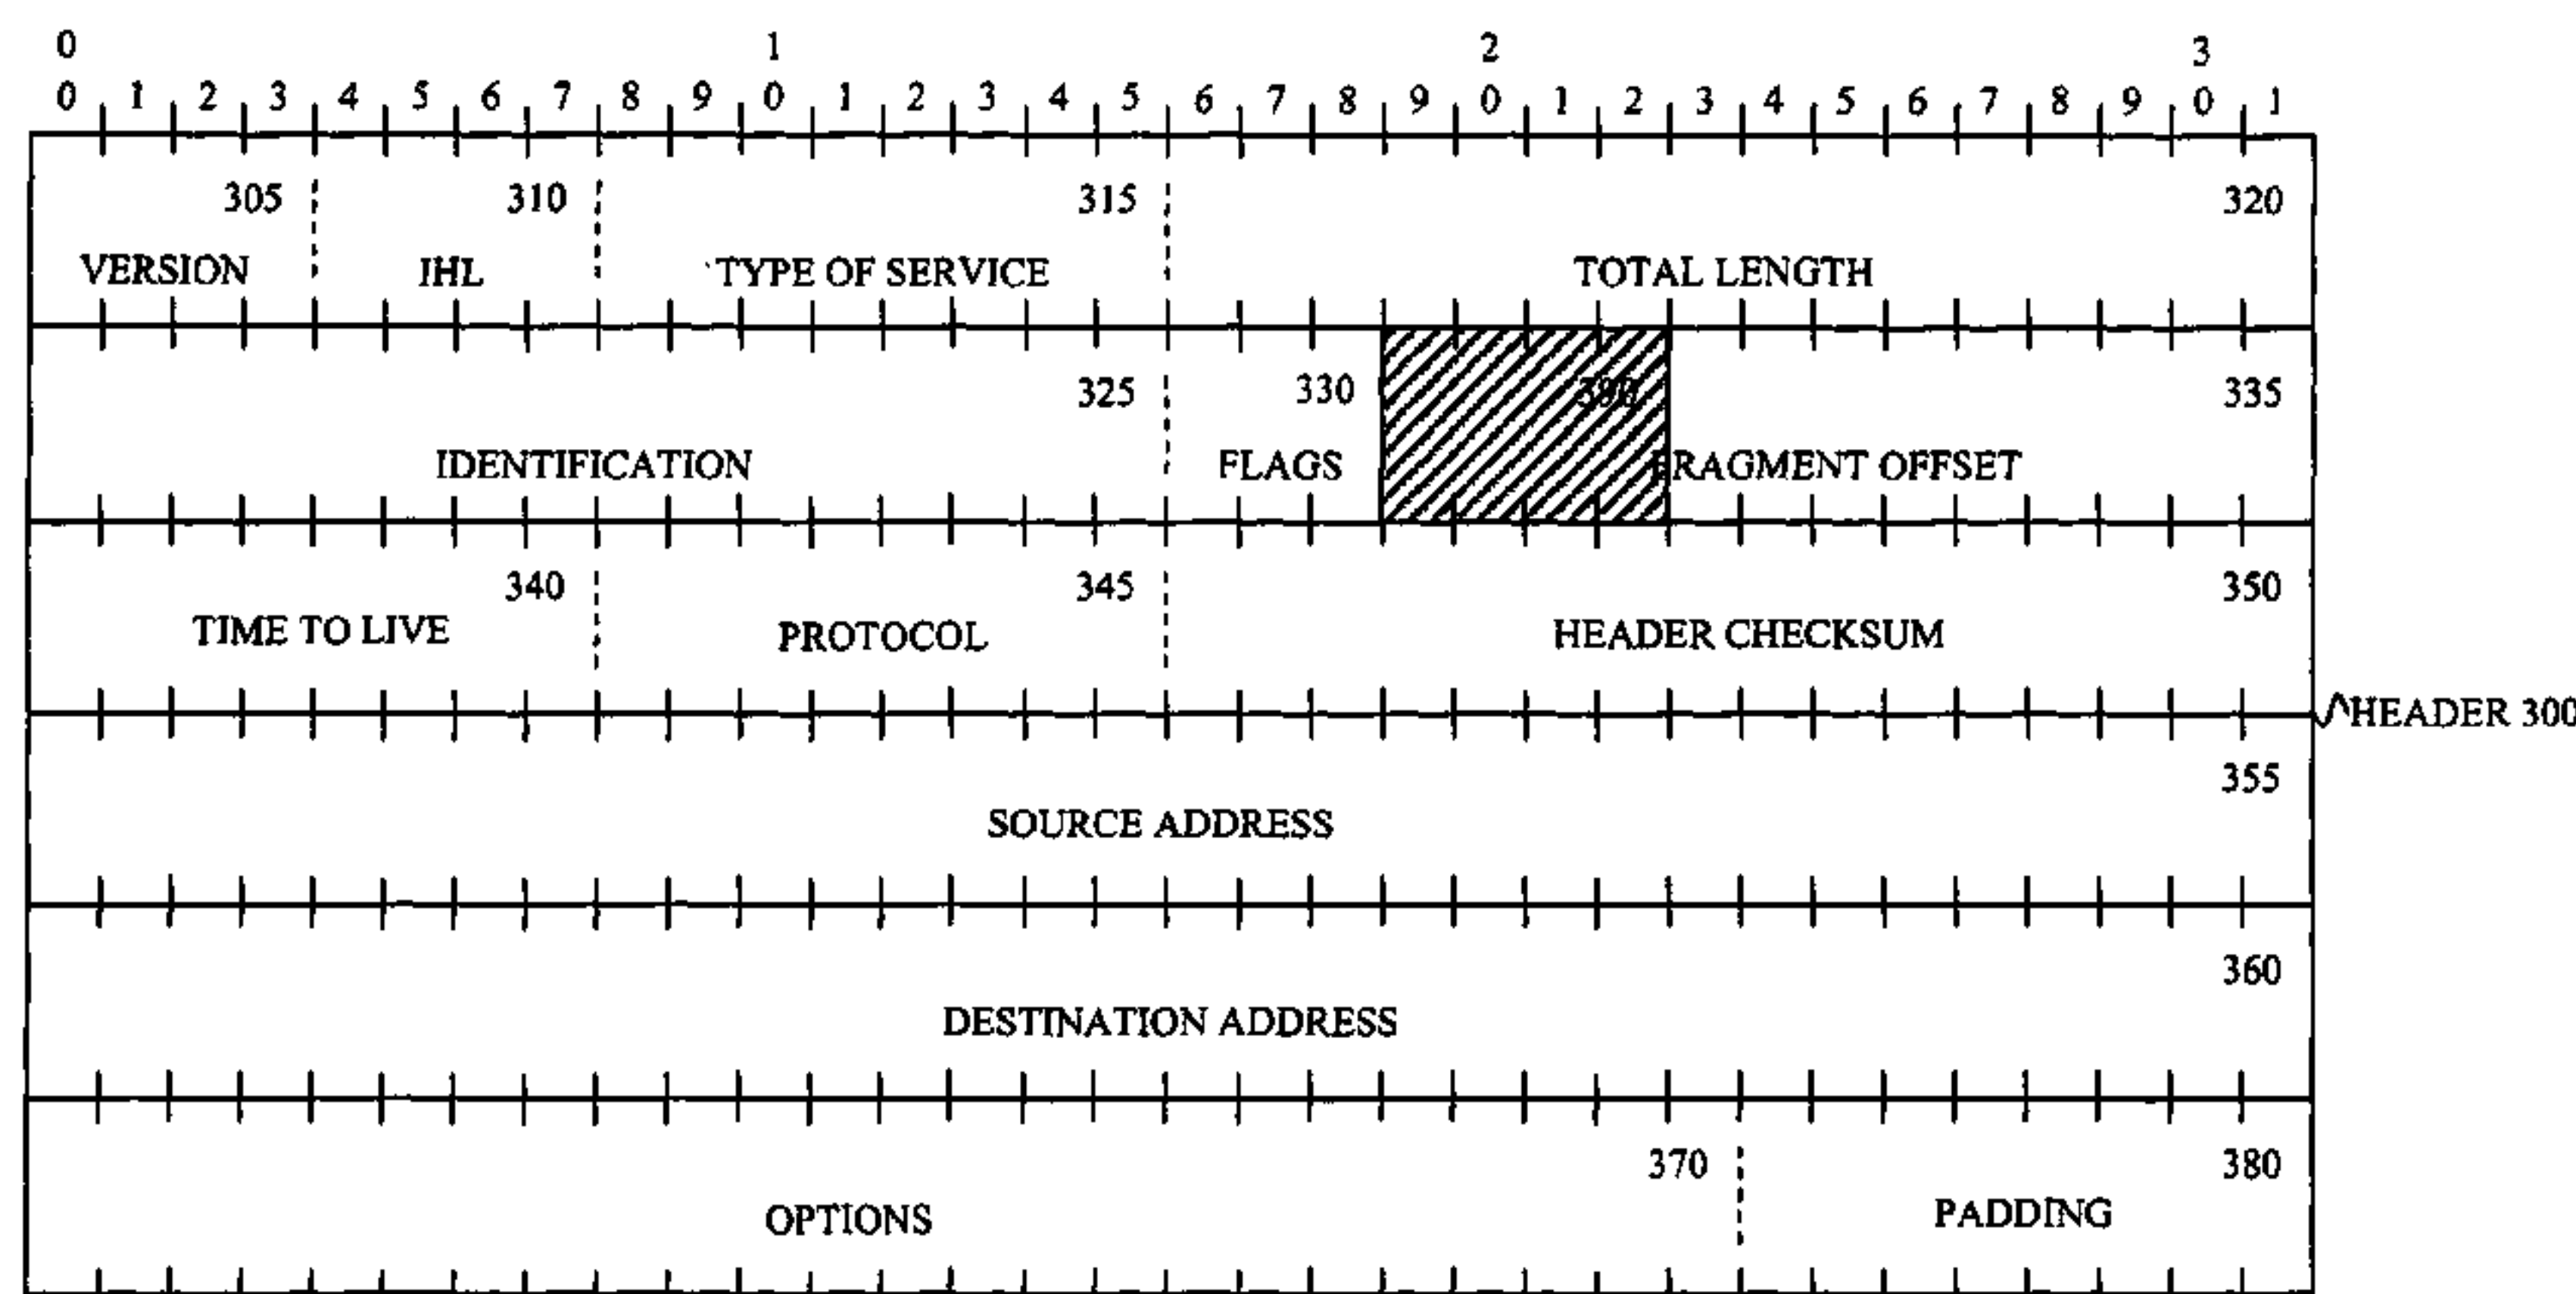 0 1 2 3
0 1 2 3 4 5 6 7 8 9 0 1 2 3 4 5 6 7 8 9 0 1 2 3 4 5 6 7 8 9 0 1
305 310 315 320
VERSION IHL TYPE OF SERVICE TOTAL LENGTH
325 330 390 335
IDENTIFICATION FLAGS FRAGMENT OFFSET
340 345 350
TIME TO LIVE PROTOCOL HEADER CHECKSUM
HEADER 300
355
SOURCE ADDRESS
360
DESTINATION ADDRESS
370 380
OPTIONS PADDING